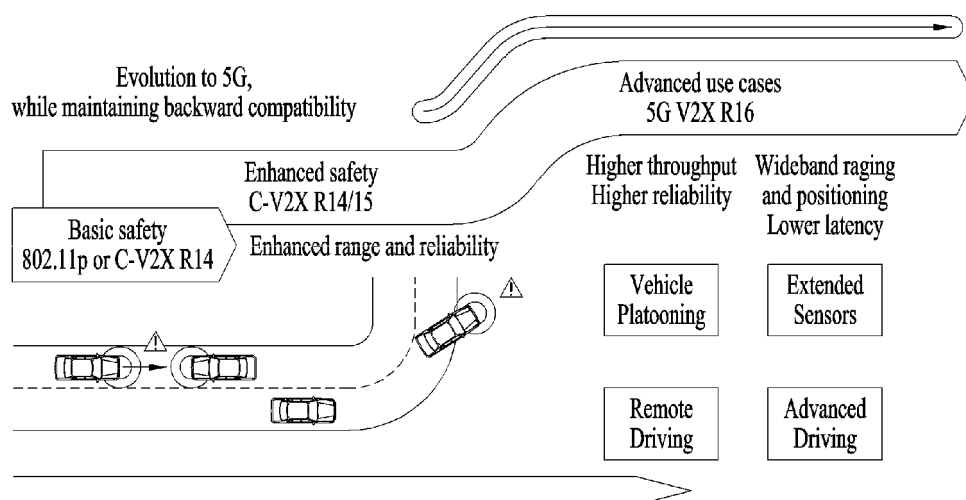 Evolution to 5G,
while maintaining backward compatibility
Advanced use cases
5G V2X R16
Enhanced safety
C-V2X R14/15
Higher throughput
Higher reliability
Wideband raging
and positioning
Lower latency
Basic safety
802.11p or C-V2X R14
Enhanced range and reliability
Vehicle
Platooning
Extended
Sensors
Remote
Driving
Advanced
Driving